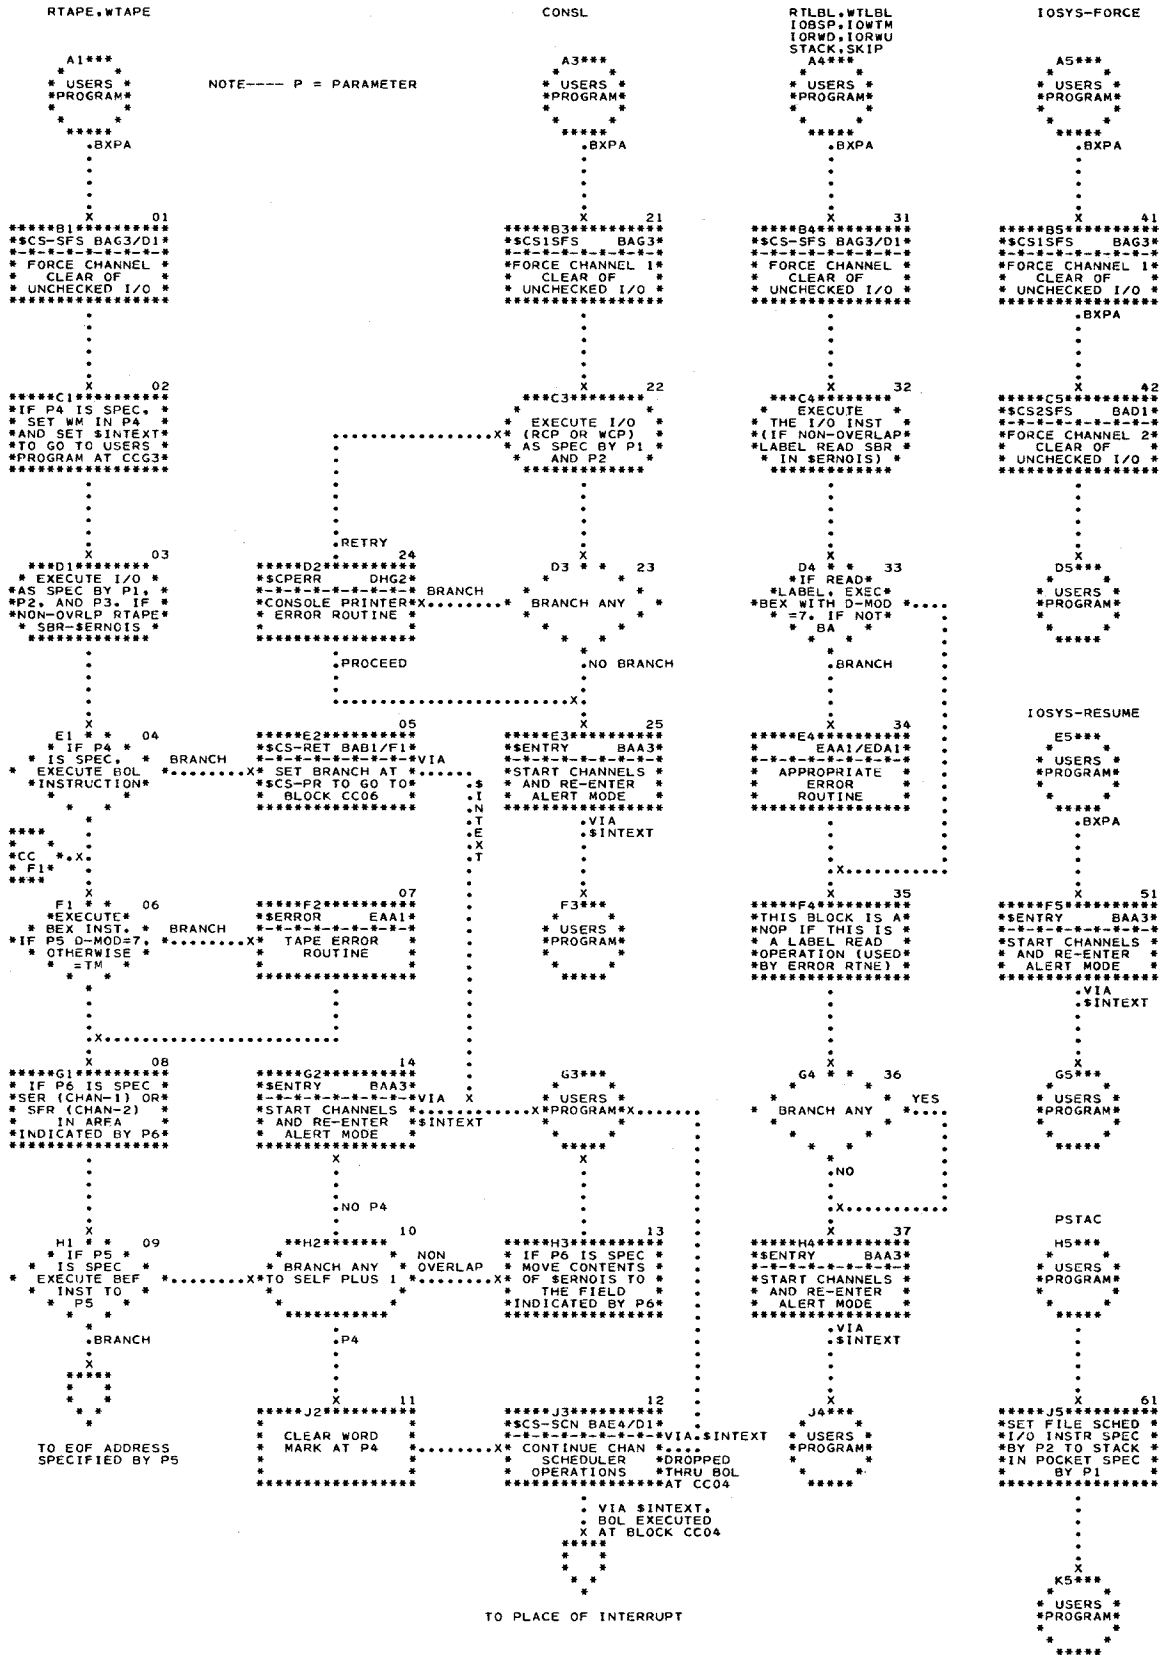 RTAPE,WTAPE
CONSL
RTLBL,WTLBL
IOBSP,IOWTM
IORWD,IORWU
STACK,SKIP
IOSYS-FORCE
NOTE---- P = PARAMETER
A1***
* USERS *
*PROGRAM*
.BXPA
01
*****B1**********
*$CS-SFS BAG3/D1*
*-*-*-*-*-*-*-*-*
* FORCE CHANNEL *
* CLEAR OF *
* UNCHECKED I/O *
*****************
02
*****C1**********
*IF P4 IS SPEC, *
* SET WM IN P4 *
*AND SET $INTEXT*
*TO GO TO USERS *
*PROGRAM AT CCG3*
*****************
03
***D1********
* EXECUTE I/O *
*AS SPEC BY P1, *
*P2, AND P3. IF *
*NON-OVRLP RTAPE*
* SBR-$ERNOIS *
*************
E1 * * 04
* IF P4 *
* IS SPEC, * BRANCH
* EXECUTE BOL *........X*
*INSTRUCTION*
****
*CC *.X.
* F1*
****
F1 * * 06
*EXECUTE*
* BEX INST. * BRANCH
*IF P5 D-MOD=7, *........X*
* OTHERWISE *
* =TM *
08
*****G1**********
* IF P6 IS SPEC *
*SER (CHAN-1) OR*
* SFR (CHAN-2) *
* IN AREA *
*INDICATED BY P6*
*****************
H1 * * 09
* IF P5 *
* IS SPEC *
* EXECUTE BEF *........X*
* INST TO *
* P5 *
.BRANCH
TO EOF ADDRESS
SPECIFIED BY P5
.RETRY
24
*****D2**********
*$CPERR DHG2*
*-*-*-*-*-*-*-*-* BRANCH
*CONSOLE PRINTER*X........*
* ERROR ROUTINE *
*****************
.PROCEED
05
*****E2**********
*$CS-RET BAB1/F1*
*-*-*-*-*-*-*-*-*VIA
* SET BRANCH AT *
*$CS-PR TO GO TO*
* BLOCK CC06 *
*****************
$
I
N
T
E
X
T
07
*****F2**********
*$ERROR EAA1*
*-*-*-*-*-*-*-*-*
* TAPE ERROR *
* ROUTINE *
*****************
14
*****G2**********
*$ENTRY BAA3*
*-*-*-*-*-*-*-*-*VIA
*START CHANNELS *
* AND RE-ENTER *$INTEXT
* ALERT MODE *
*****************
.NO P4
10
**H2*******
* BRANCH ANY *
*TO SELF PLUS 1 *
NON
OVERLAP
.P4
11
*****J2**********
* CLEAR WORD *
* MARK AT P4 *
*****************
A3***
* USERS *
*PROGRAM*
.BXPA
21
*****B3**********
*$CS1SFS BAG3*
*-*-*-*-*-*-*-*-*
*FORCE CHANNEL 1*
* CLEAR OF *
* UNCHECKED I/O *
*****************
22
***C3********
* EXECUTE I/O *
* (RCP OR WCP) *
* AS SPEC BY P1 *
* AND P2 *
*************
D3 * * 23
* BRANCH ANY *
.NO BRANCH
25
*****E3**********
*$ENTRY BAA3*
*-*-*-*-*-*-*-*-*
*START CHANNELS *
* AND RE-ENTER *
* ALERT MODE *
*****************
.VIA
.$INTEXT
F3***
* USERS *
*PROGRAM*
G3***
* USERS *
X*PROGRAM*X
13
*****H3**********
* IF P6 IS SPEC *
* MOVE CONTENTS *
* OF $ERNOIS TO *
* THE FIELD *
*INDICATED BY P6*
*****************
12
*****J3**********
*$CS-SCN BAE4/D1*
*-*-*-*-*-*-*-*-*VIA.$INTEXT
* CONTINUE CHAN *....
* SCHEDULER *DROPPED
* OPERATIONS *THRU BOL
*****************AT CC04
. VIA $INTEXT,
. BOL EXECUTED
X AT BLOCK CC04
TO PLACE OF INTERRUPT
A4***
* USERS *
*PROGRAM*
.BXPA
31
*****B4**********
*$CS-SFS BAG3/D1*
*-*-*-*-*-*-*-*-*
* FORCE CHANNEL *
* CLEAR OF *
* UNCHECKED I/O *
*****************
32
***C4********
* EXECUTE *
* THE I/O INST *
*(IF NON-OVERLAP*
*LABEL READ SBR *
* IN $ERNOIS) *
*************
D4 * * 33
*IF READ*
*LABEL, EXEC*
*BEX WITH D-MOD *....
* =7. IF NOT*
* BA *
.BRANCH
34
*****E4**********
* EAA1/EDA1*
*-*-*-*-*-*-*-*-*
* APPROPRIATE *
* ERROR *
* ROUTINE *
*****************
35
*****F4**********
*THIS BLOCK IS A*
*NOP IF THIS IS *
* A LABEL READ *
*OPERATION (USED*
*BY ERROR RTNE) *
*****************
G4 * * 36
* BRANCH ANY *....
YES
.NO
37
*****H4**********
*$ENTRY BAA3*
*-*-*-*-*-*-*-*-*
*START CHANNELS *
* AND RE-ENTER *
* ALERT MODE *
*****************
.VIA
.$INTEXT
J4***
* USERS *
*PROGRAM*
A5***
* USERS *
*PROGRAM*
.BXPA
41
*****B5**********
*$CS1SFS BAG3*
*-*-*-*-*-*-*-*-*
*FORCE CHANNEL 1*
* CLEAR OF *
* UNCHECKED I/O *
*****************
.BXPA
42
*****C5**********
*$CS2SFS BAD1*
*-*-*-*-*-*-*-*-*
*FORCE CHANNEL 2*
* CLEAR OF *
* UNCHECKED I/O *
*****************
D5***
* USERS *
*PROGRAM*
IOSYS-RESUME
E5***
* USERS *
*PROGRAM*
.BXPA
51
*****F5**********
*$ENTRY BAA3*
*-*-*-*-*-*-*-*-*
*START CHANNELS *
* AND RE-ENTER *
* ALERT MODE *
*****************
.VIA
.$INTEXT
G5***
* USERS *
*PROGRAM*
PSTAC
H5***
* USERS *
*PROGRAM*
61
*****J5**********
*SET FILE SCHED *
*I/O INSTR SPEC *
*BY P2 TO STACK *
*IN POCKET SPEC *
* BY P1 *
*****************
K5***
* USERS *
*PROGRAM*